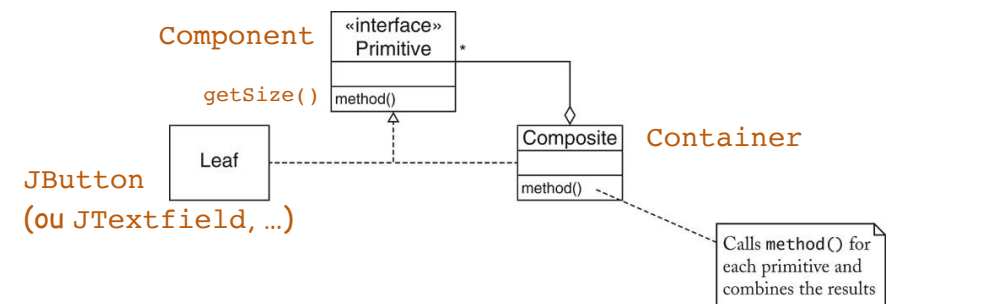 Component
«interface»
Primitive
*
getSize()
method()
Leaf
Composite
Container
method()
JButton
(ou JTextfield, …)
Calls method() for
each primitive and
combines the results